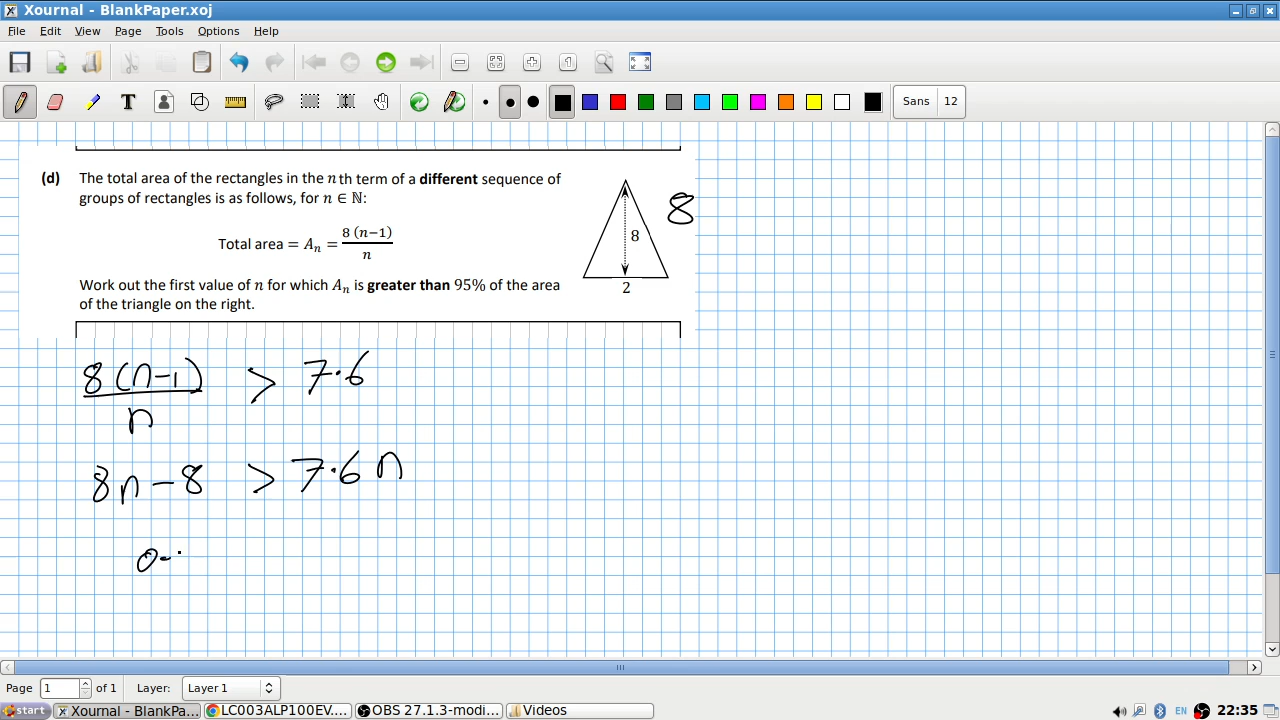 Xournal - BlankPaper.xoj
File Edit View Page Tools Options Help
Sans 12
(d) The total area of the rectangles in the nth term of a different sequence of
groups of rectangles is as follows, for n ∈ ℕ:
Total area = Aₙ = 8 (n−1)/n
Work out the first value of n for which Aₙ is greater than 95% of the area
of the triangle on the right.
8
2
8
8(n-1)/n > 7·6
8n-8 > 7·6n
0·
Page 1 of 1 Layer: Layer 1
start Xournal - BlankPa... LC003ALP100EV.... OBS 27.1.3-modi... Videos EN 22:35